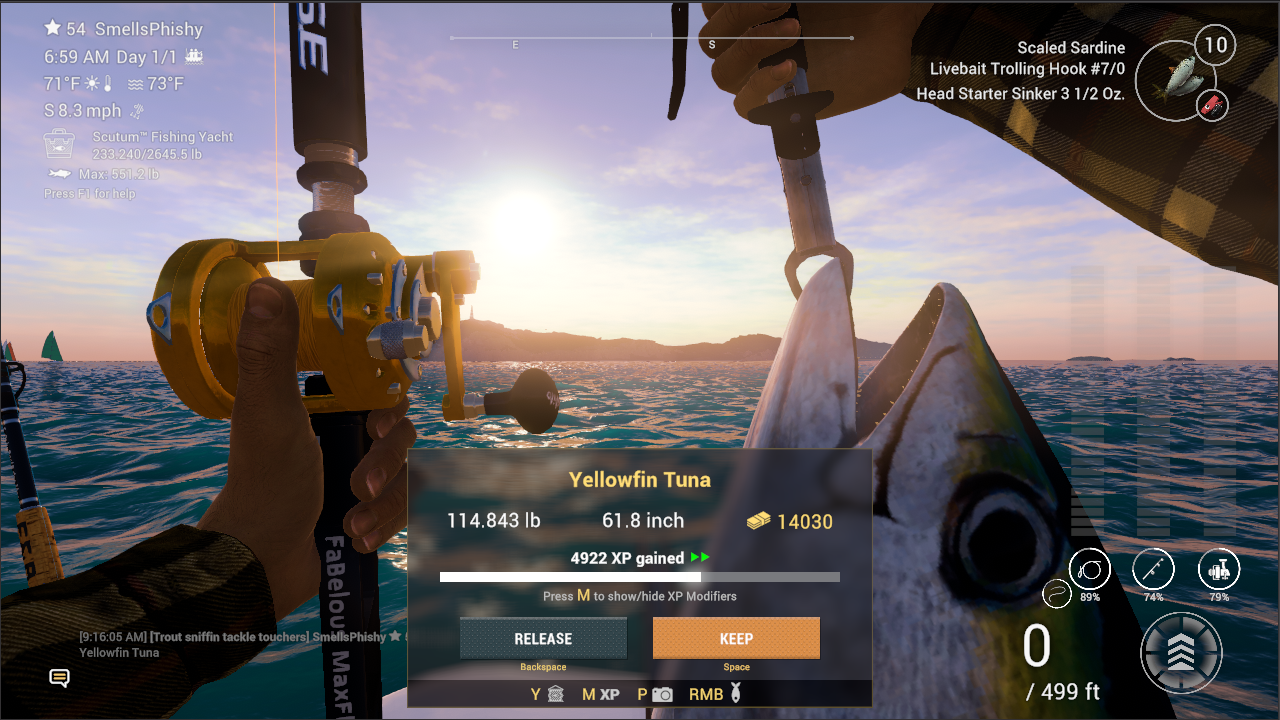 54 SmellsPhishy
6:59 AM Day 1/1
71°F 73°F
S 8.3 mph
Scutum™ Fishing Yacht
233.240/2645.5 lb
Max. 551.2 lb
Press F1 for help
E S
Scaled Sardine
Livebait Trolling Hook #7/0
Head Starter Sinker 3 1/2 Oz.
10
SE
Yellowfin Tuna
114.843 lb 61.8 inch 14030
4922 XP gained
Press M to show/hide XP Modifiers
RELEASE KEEP
Backspace Space
Y M XP P RMB
[9:16:05 AM] [Trout sniffin tackle touchers] SmellsPhishy
Yellowfin Tuna
89% 74% 79%
0
/ 499 ft